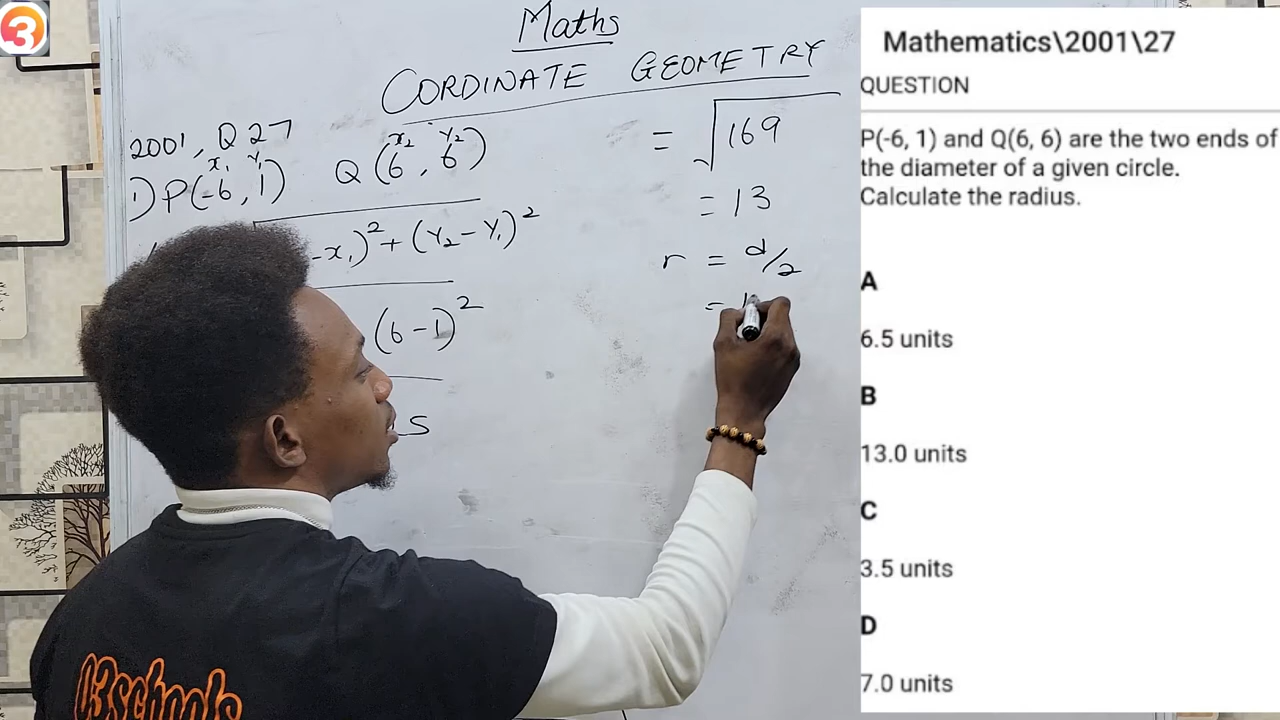 3
Maths
CORDINATE GEOMETRY
2001, Q27
x₁ y₁ x₂ y₂
1) P(-6, 1) Q(6, 6)
-x₁)² + (Y₂ - Y₁)²
(6 - 1)²
S
= √169
= 13
r = d/2
=
03schools
Mathematics\2001\27
QUESTION
P(-6, 1) and Q(6, 6) are the two ends of
the diameter of a given circle.
Calculate the radius.
A
6.5 units
B
13.0 units
C
3.5 units
D
7.0 units